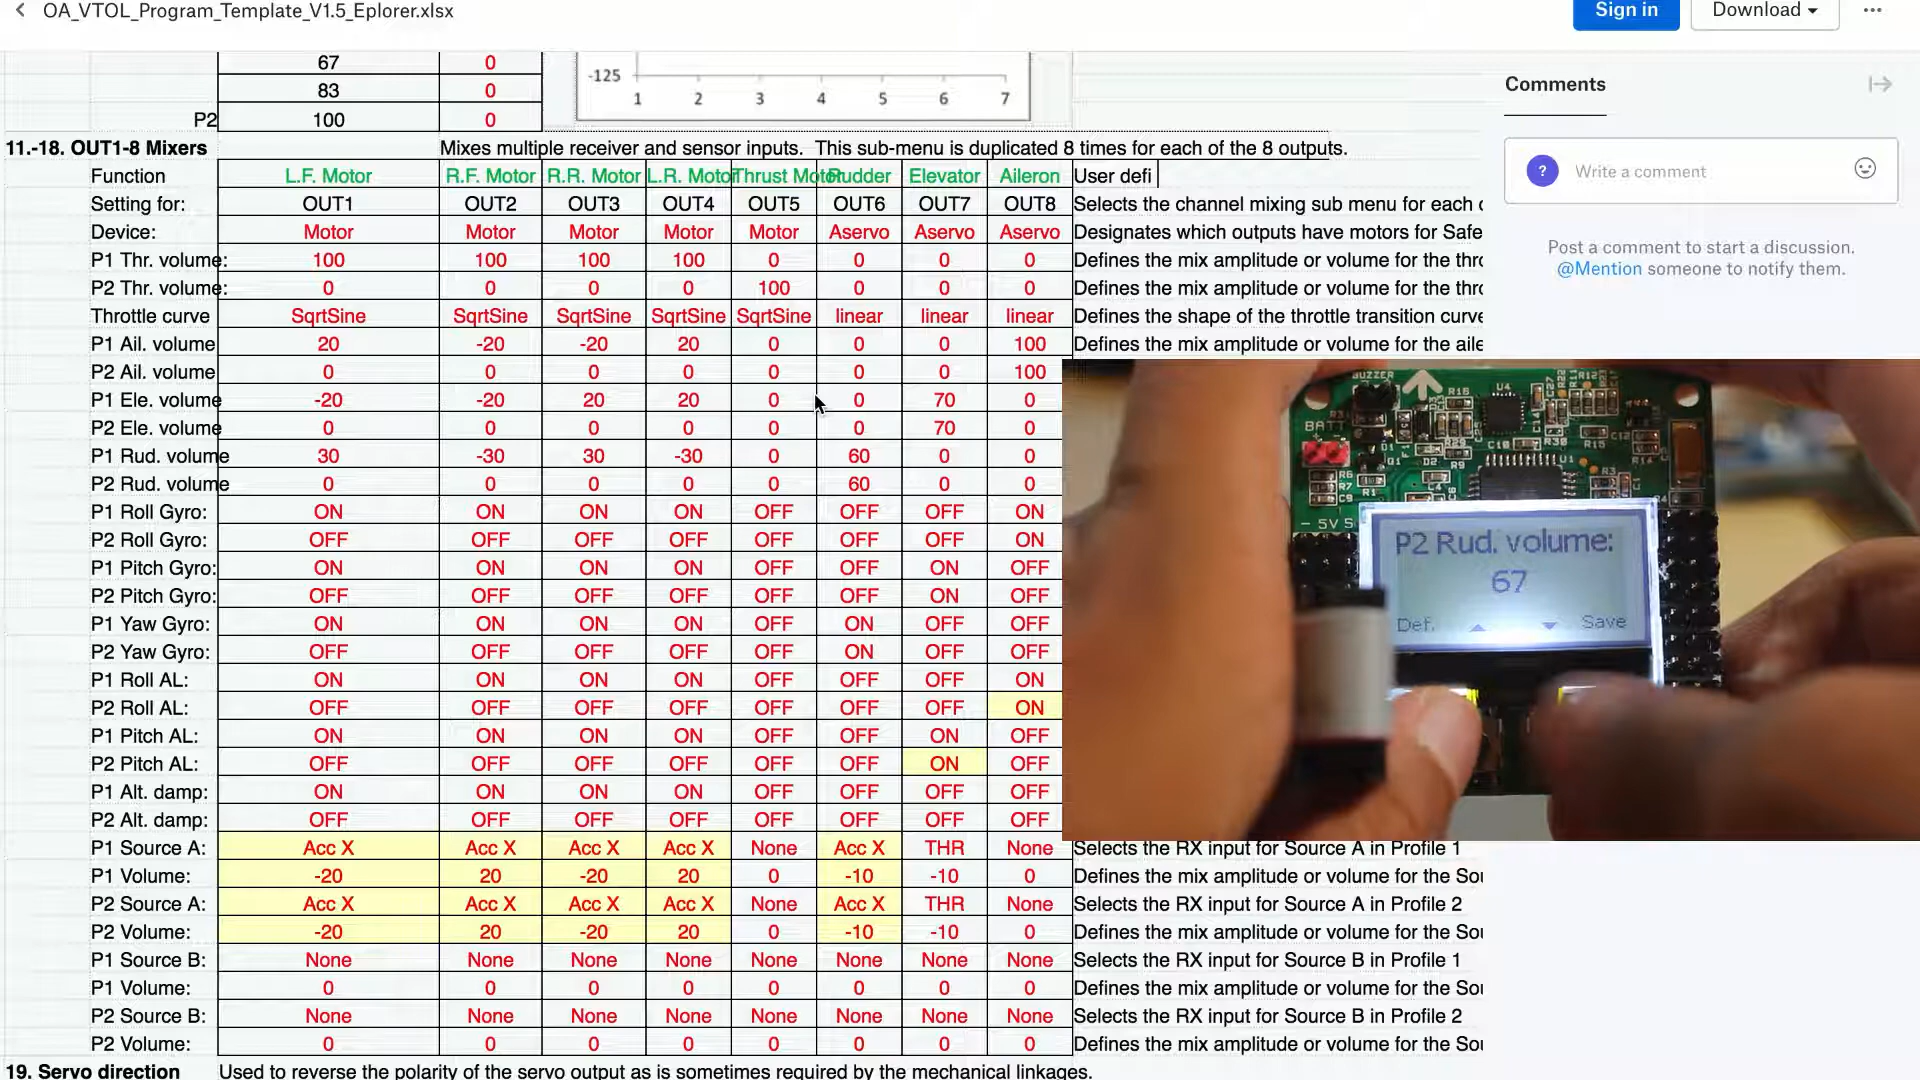 OA_VTOL_Program_Template_V1.5_Eplorer.xlsx
Sign in
Download
67 0
83 0
P2 100 0
-125
1 2 3 4 5 6 7
Comments
? Write a comment
Post a comment to start a discussion.
@Mention someone to notify them.
11.-18. OUT1-8 Mixers Mixes multiple receiver and sensor inputs. This sub-menu is duplicated 8 times for each of the 8 outputs.
Function L.F. Motor R.F. Motor R.R. Motor L.R. Motor Thrust Motor Rudder Elevator Aileron User defi
Setting for: OUT1 OUT2 OUT3 OUT4 OUT5 OUT6 OUT7 OUT8 Selects the channel mixing sub menu for each
Device: Motor Motor Motor Motor Motor Aservo Aservo Aservo Designates which outputs have motors for Safe
P1 Thr. volume: 100 100 100 100 0 0 0 0 Defines the mix amplitude or volume for the thro
P2 Thr. volume: 0 0 0 0 100 0 0 0 Defines the mix amplitude or volume for the thro
Throttle curve SqrtSine SqrtSine SqrtSine SqrtSine SqrtSine linear linear linear Defines the shape of the throttle transition curve
P1 Ail. volume 20 -20 -20 20 0 0 0 100 Defines the mix amplitude or volume for the aile
P2 Ail. volume 0 0 0 0 0 0 0 100
P1 Ele. volume -20 -20 20 20 0 0 70 0
P2 Ele. volume 0 0 0 0 0 0 70 0
P1 Rud. volume 30 -30 30 -30 0 60 0 0
P2 Rud. volume 0 0 0 0 0 60 0 0
P1 Roll Gyro: ON ON ON ON OFF OFF OFF ON
P2 Roll Gyro: OFF OFF OFF OFF OFF OFF OFF ON
P1 Pitch Gyro: ON ON ON ON OFF OFF ON OFF
P2 Pitch Gyro: OFF OFF OFF OFF OFF OFF ON OFF
P1 Yaw Gyro: ON ON ON ON OFF ON OFF OFF
P2 Yaw Gyro: OFF OFF OFF OFF OFF ON OFF OFF
P1 Roll AL: ON ON ON ON OFF OFF OFF ON
P2 Roll AL: OFF OFF OFF OFF OFF OFF OFF ON
P1 Pitch AL: ON ON ON ON OFF OFF ON OFF
P2 Pitch AL: OFF OFF OFF OFF OFF OFF ON OFF
P1 Alt. damp: ON ON ON ON OFF OFF OFF OFF
P2 Alt. damp: OFF OFF OFF OFF OFF OFF OFF OFF
P1 Source A: Acc X Acc X Acc X Acc X None Acc X THR None Selects the RX input for Source A in Profile 1
P1 Volume: -20 20 -20 20 0 -10 -10 0 Defines the mix amplitude or volume for the Sou
P2 Source A: Acc X Acc X Acc X Acc X None Acc X THR None Selects the RX input for Source A in Profile 2
P2 Volume: -20 20 -20 20 0 -10 -10 0 Defines the mix amplitude or volume for the Sou
P1 Source B: None None None None None None None None Selects the RX input for Source B in Profile 1
P1 Volume: 0 0 0 0 0 0 0 0 Defines the mix amplitude or volume for the Sou
P2 Source B: None None None None None None None None Selects the RX input for Source B in Profile 2
P2 Volume: 0 0 0 0 0 0 0 0 Defines the mix amplitude or volume for the Sou
19. Servo direction Used to reverse the polarity of the servo output as is sometimes required by the mechanical linkages.
BUZZER
BATT
U4
R18
D2
R9
R6
R7
C9
R1
Q1
R3
R15
C12
- 5V 5
P2 Rud. volume:
67
Def. Save